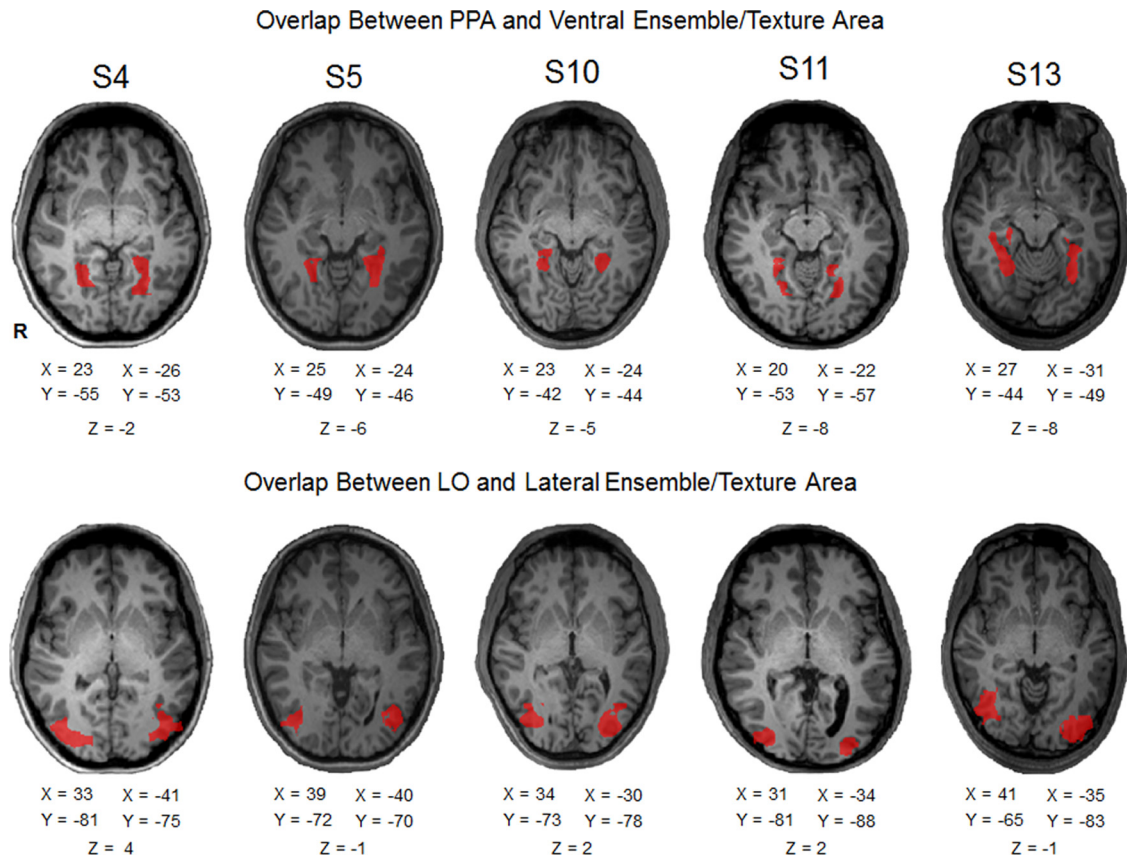 Overlap Between PPA and Ventral Ensemble/Texture Area
S4 S5 S10 S11 S13
R
X = 23 X = -26 X = 25 X = -24 X = 23 X = -24 X = 20 X = -22 X = 27 X = -31
Y = -55 Y = -53 Y = -49 Y = -46 Y = -42 Y = -44 Y = -53 Y = -57 Y = -44 Y = -49
Z = -2 Z = -6 Z = -5 Z = -8 Z = -8
Overlap Between LO and Lateral Ensemble/Texture Area
X = 33 X = -41 X = 39 X = -40 X = 34 X = -30 X = 31 X = -34 X = 41 X = -35
Y = -81 Y = -75 Y = -72 Y = -70 Y = -73 Y = -78 Y = -81 Y = -88 Y = -65 Y = -83
Z = 4 Z = -1 Z = 2 Z = 2 Z = -1